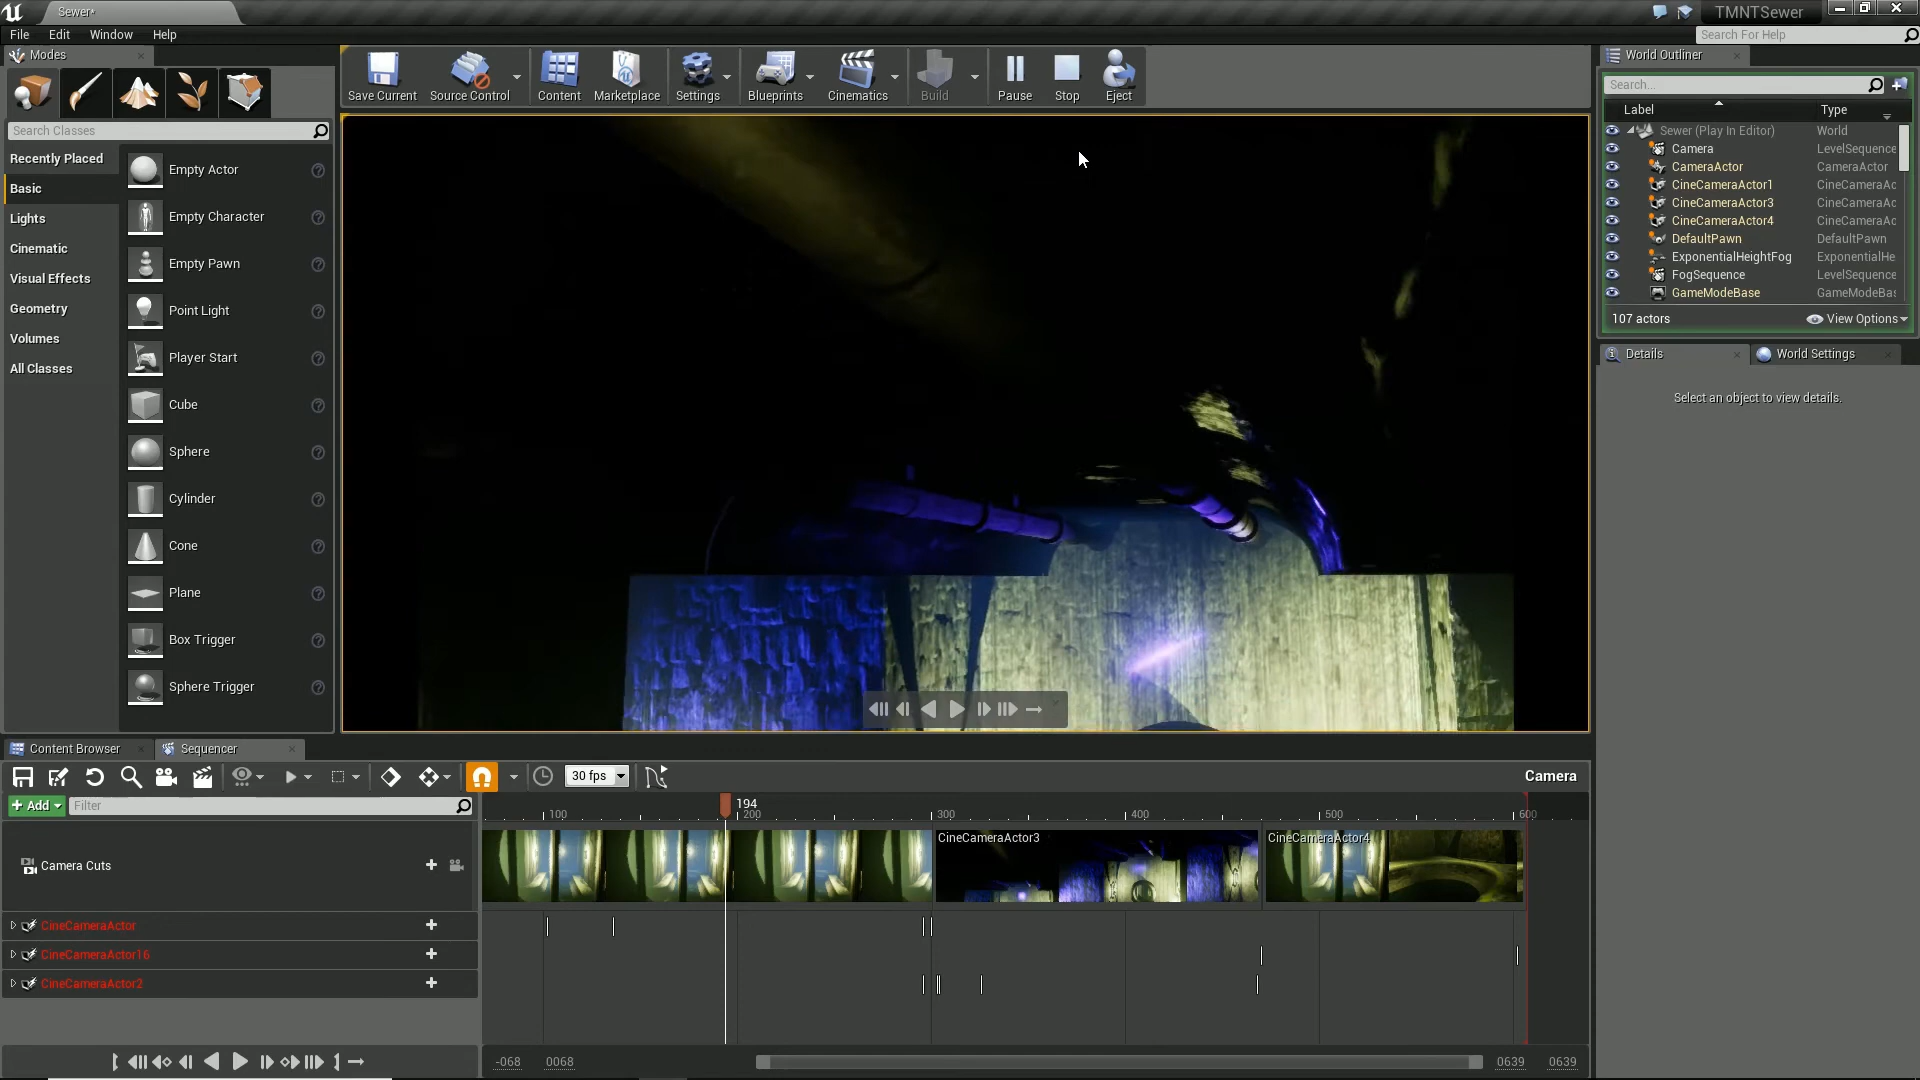 Sewer*
TMNTSewer
File Edit Window Help
Search For Help
Modes
Save Current
Source Control
Content
Marketplace
Settings
Blueprints
Cinematics
Build
Pause
Stop
Eject
World Outliner
Search...
Label Type
Sewer (Play In Editor) World
Camera LevelSequence
CameraActor CameraActor
CineCameraActor1 CineCameraAc
CineCameraActor3 CineCameraAc
CineCameraActor4 CineCameraAc
DefaultPawn DefaultPawn
ExponentialHeightFog ExponentialHe
FogSequence LevelSequence
GameModeBase GameModeBas
107 actors
View Options
Details
World Settings
Select an object to view details.
Search Classes
Recently Placed
Basic
Lights
Cinematic
Visual Effects
Geometry
Volumes
All Classes
Empty Actor
Empty Character
Empty Pawn
Point Light
Player Start
Cube
Sphere
Cylinder
Cone
Plane
Box Trigger
Sphere Trigger
Content Browser
Sequencer
30 fps
Camera
Add
Filter
194
100 200 300 400 500 600
Camera Cuts
CineCameraActor3
CineCameraActor4
CineCameraActor
CineCameraActor16
CineCameraActor2
-068 0068 0639 0639